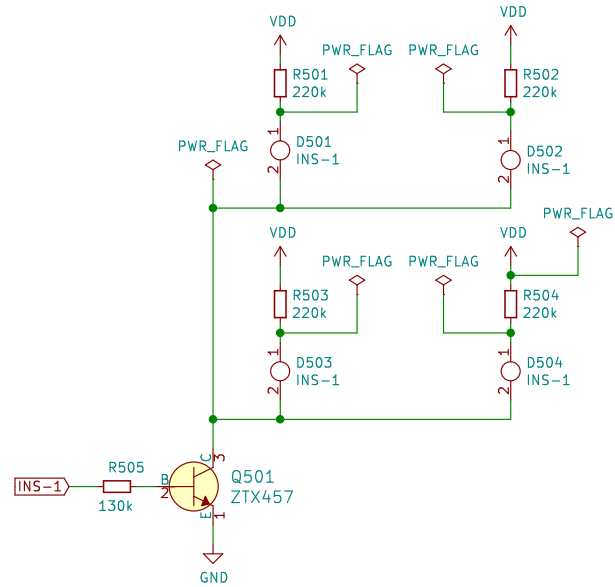 VDD
VDD
PWR_FLAG
PWR_FLAG
R501
220k
R502
220k
1
D501
INS-1
2
1
D502
INS-1
2
PWR_FLAG
PWR_FLAG
VDD
VDD
PWR_FLAG
PWR_FLAG
R503
220k
R504
220k
1
D503
INS-1
2
1
D504
INS-1
2
C
3
R505
130k
INS-1
B
2
Q501
ZTX457
E
1
GND